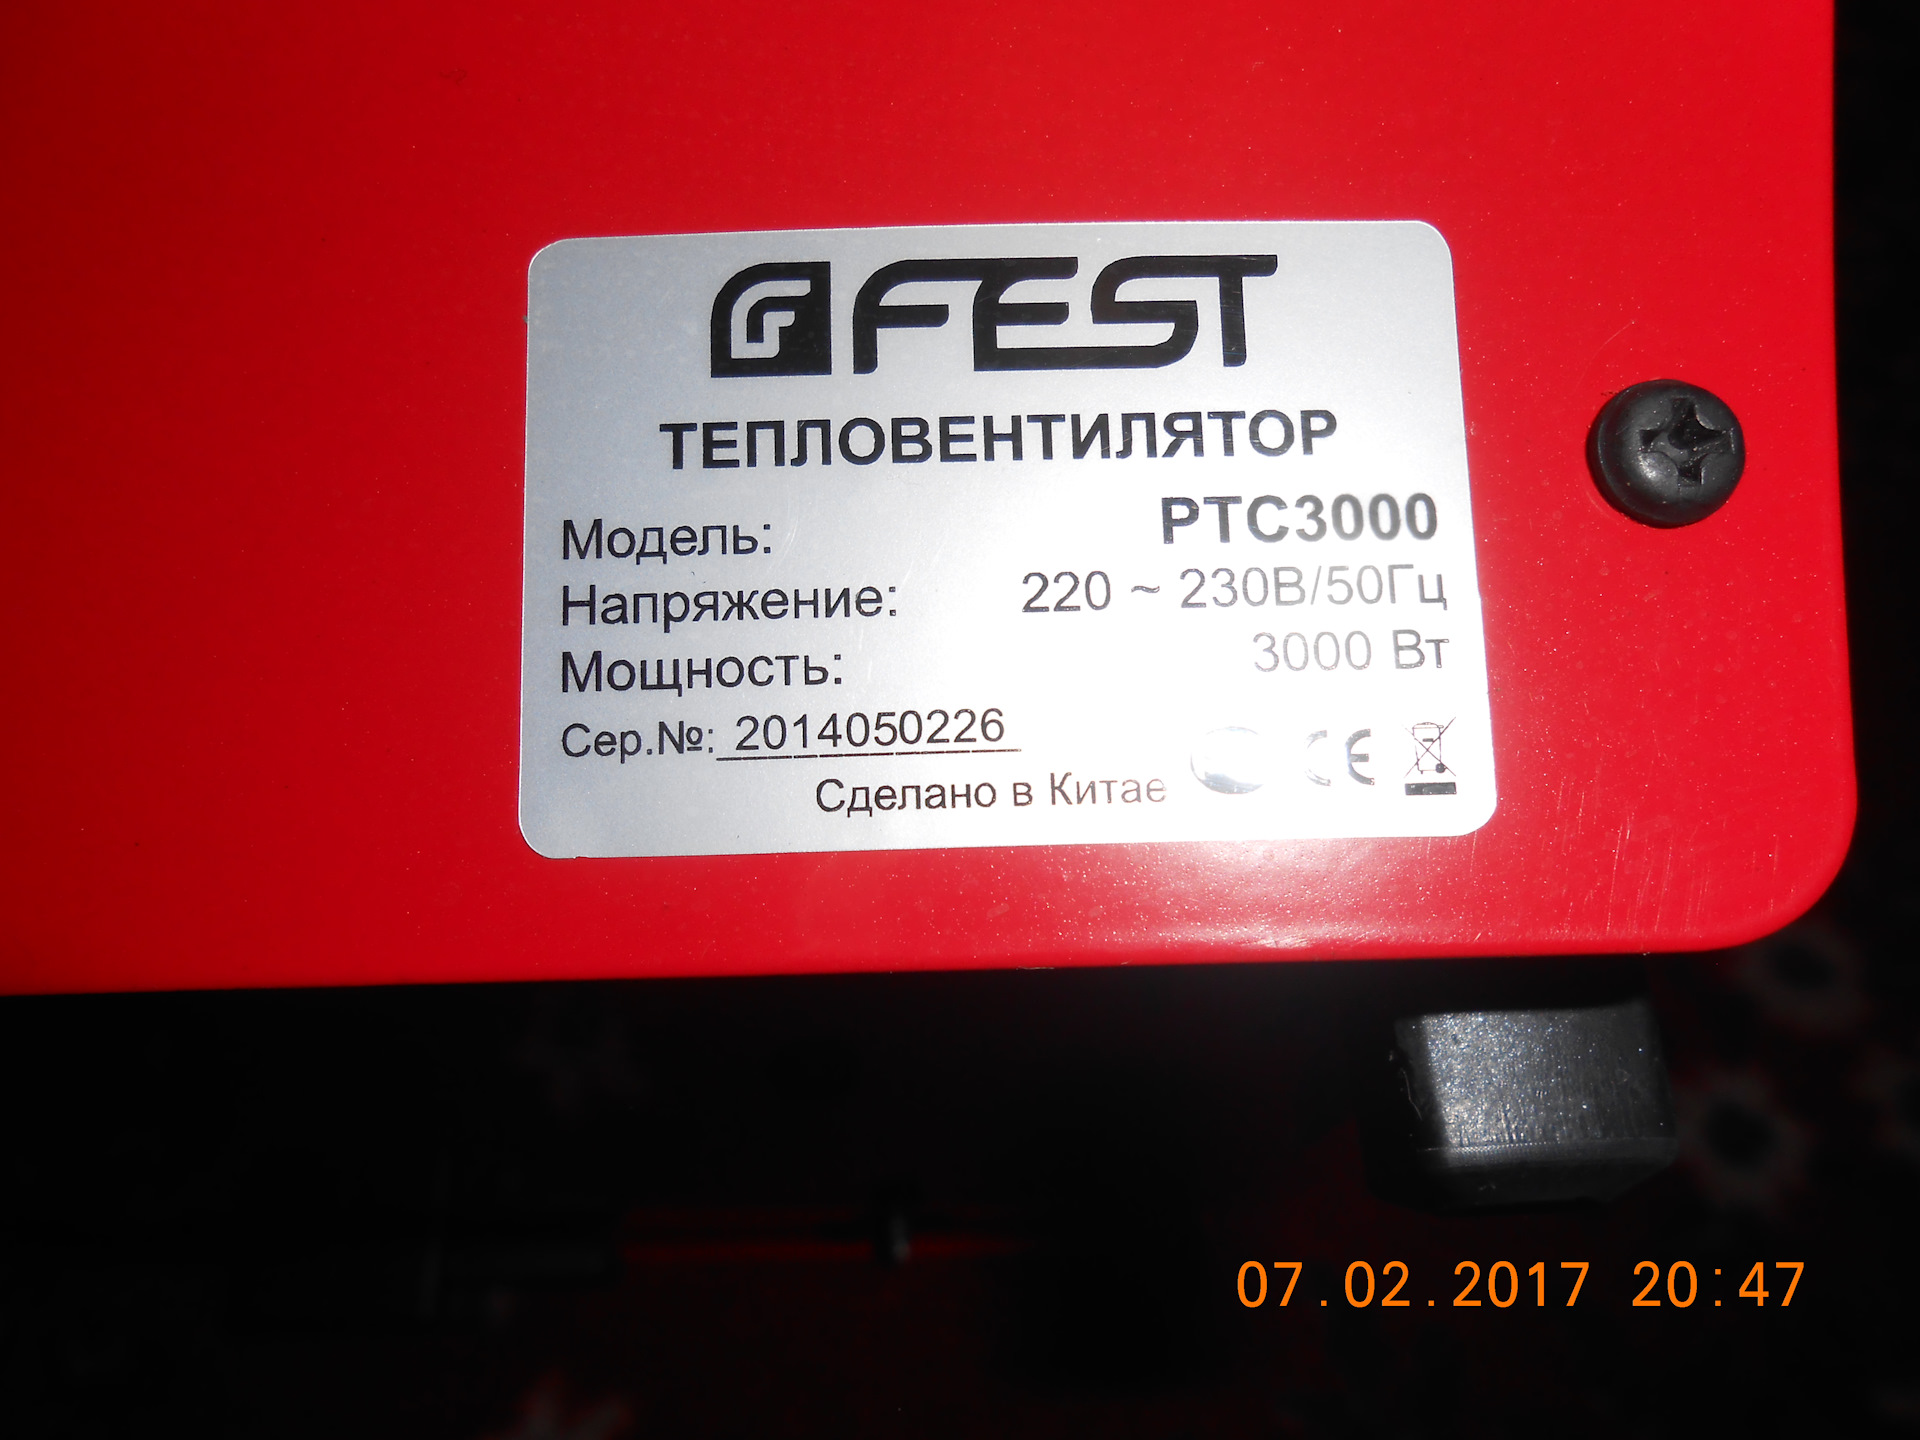 FEST
ТЕПЛОВЕНТИЛЯТОР
Модель: РТС3000
Напряжение: 220 ~ 230В/50Гц
Мощность: 3000 Вт
Сер.№: 2014050226
Сделано в Китае CE
07.02.2017 20:47